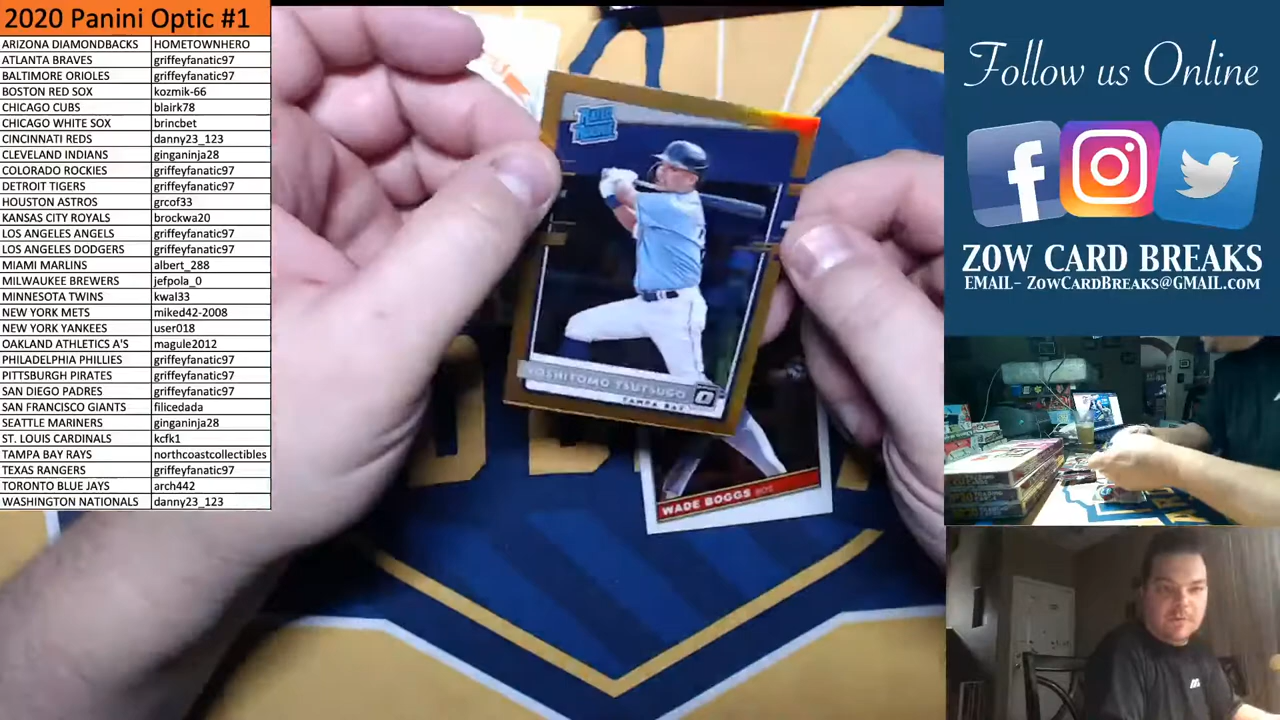 2020 Panini Optic #1
ARIZONA DIAMONDBACKS HOMETOWNHERO
ATLANTA BRAVES griffeyfanatic97
BALTIMORE ORIOLES griffeyfanatic97
BOSTON RED SOX kozmik-66
CHICAGO CUBS blairk78
CHICAGO WHITE SOX brincbet
CINCINNATI REDS danny23_123
CLEVELAND INDIANS ginganinja28
COLORADO ROCKIES griffeyfanatic97
DETROIT TIGERS griffeyfanatic97
HOUSTON ASTROS grcof33
KANSAS CITY ROYALS brockwa20
LOS ANGELES ANGELS griffeyfanatic97
LOS ANGELES DODGERS griffeyfanatic97
MIAMI MARLINS albert_288
MILWAUKEE BREWERS jefpola_0
MINNESOTA TWINS kwal33
NEW YORK METS miked42-2008
NEW YORK YANKEES user018
OAKLAND ATHLETICS A'S magule2012
PHILADELPHIA PHILLIES griffeyfanatic97
PITTSBURGH PIRATES griffeyfanatic97
SAN DIEGO PADRES griffeyfanatic97
SAN FRANCISCO GIANTS filicedada
SEATTLE MARINERS ginganinja28
ST. LOUIS CARDINALS kcfk1
TAMPA BAY RAYS northcoastcollectibles
TEXAS RANGERS griffeyfanatic97
TORONTO BLUE JAYS arch442
WASHINGTON NATIONALS danny23_123
YOSHITOMO TSUTSUGO
TAMPA BAY
WADE BOGGS BOS
Follow us Online
ZOW CARD BREAKS
EMAIL- ZowCardBreaks@gmail.com